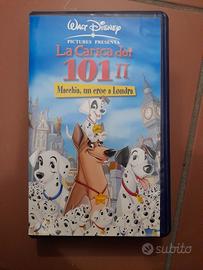 WALT DISNEY
PICTURES PRESENTA
La Carica dei
101 II
Macchia, un eroe a Londra
subito